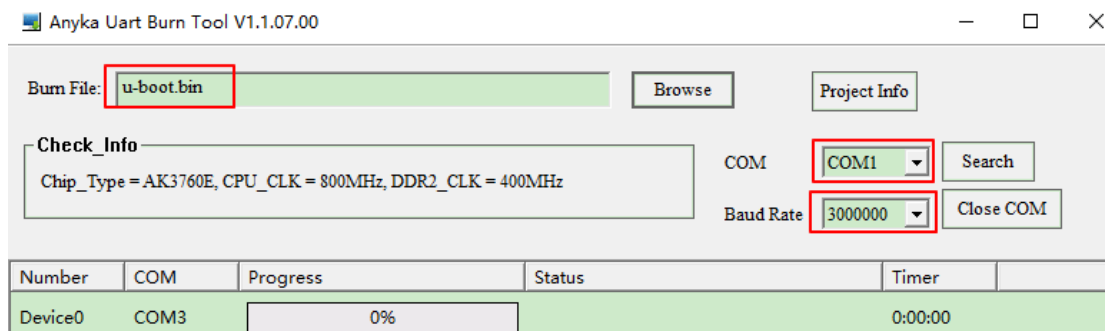 Anyka Uart Burn Tool V1.1.07.00
Burn File: u-boot.bin Browse Project Info
Check_Info
Chip_Type = AK3760E, CPU_CLK = 800MHz, DDR2_CLK = 400MHz
COM COM1 Search
Baud Rate 3000000 Close COM
Number COM Progress Status Timer
Device0 COM3 0% 0:00:00